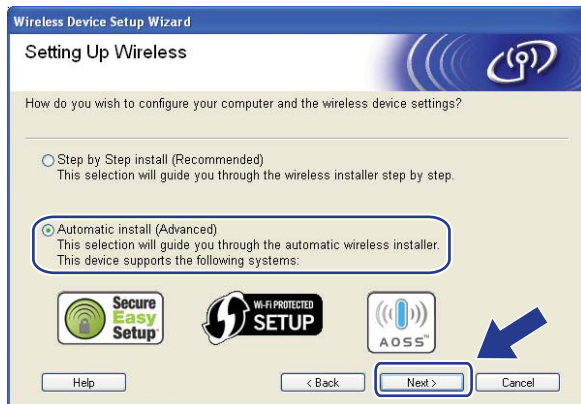 Wireless Device Setup Wizard
Setting Up Wireless
How do you wish to configure your computer and the wireless device settings?
Step by Step install (Recommended)
This selection will guide you through the wireless installer step by step.
Automatic install (Advanced)
This selection will guide you through the automatic wireless installer.
This device supports the following systems:
Secure
Easy
Setup
WI-FI PROTECTED
SETUP
AOSS™
Help
< Back
Next >
Cancel